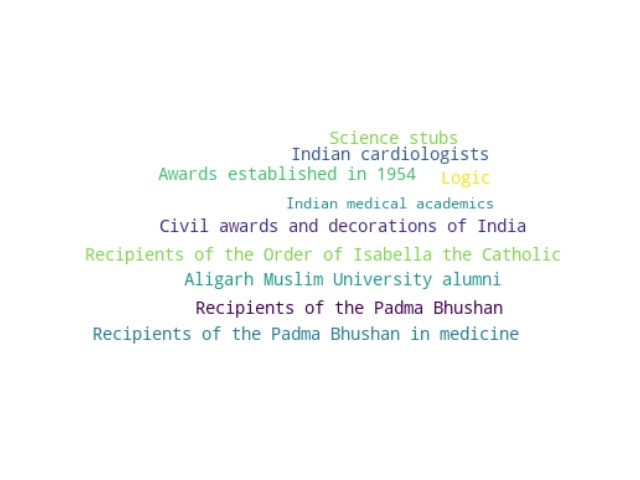 Science stubs
Indian cardiologists
Awards established in 1954
Logic
Indian medical academics
Civil awards and decorations of India
Recipients of the Order of Isabella the Catholic
Aligarh Muslim University alumni
Recipients of the Padma Bhushan
Recipients of the Padma Bhushan in medicine